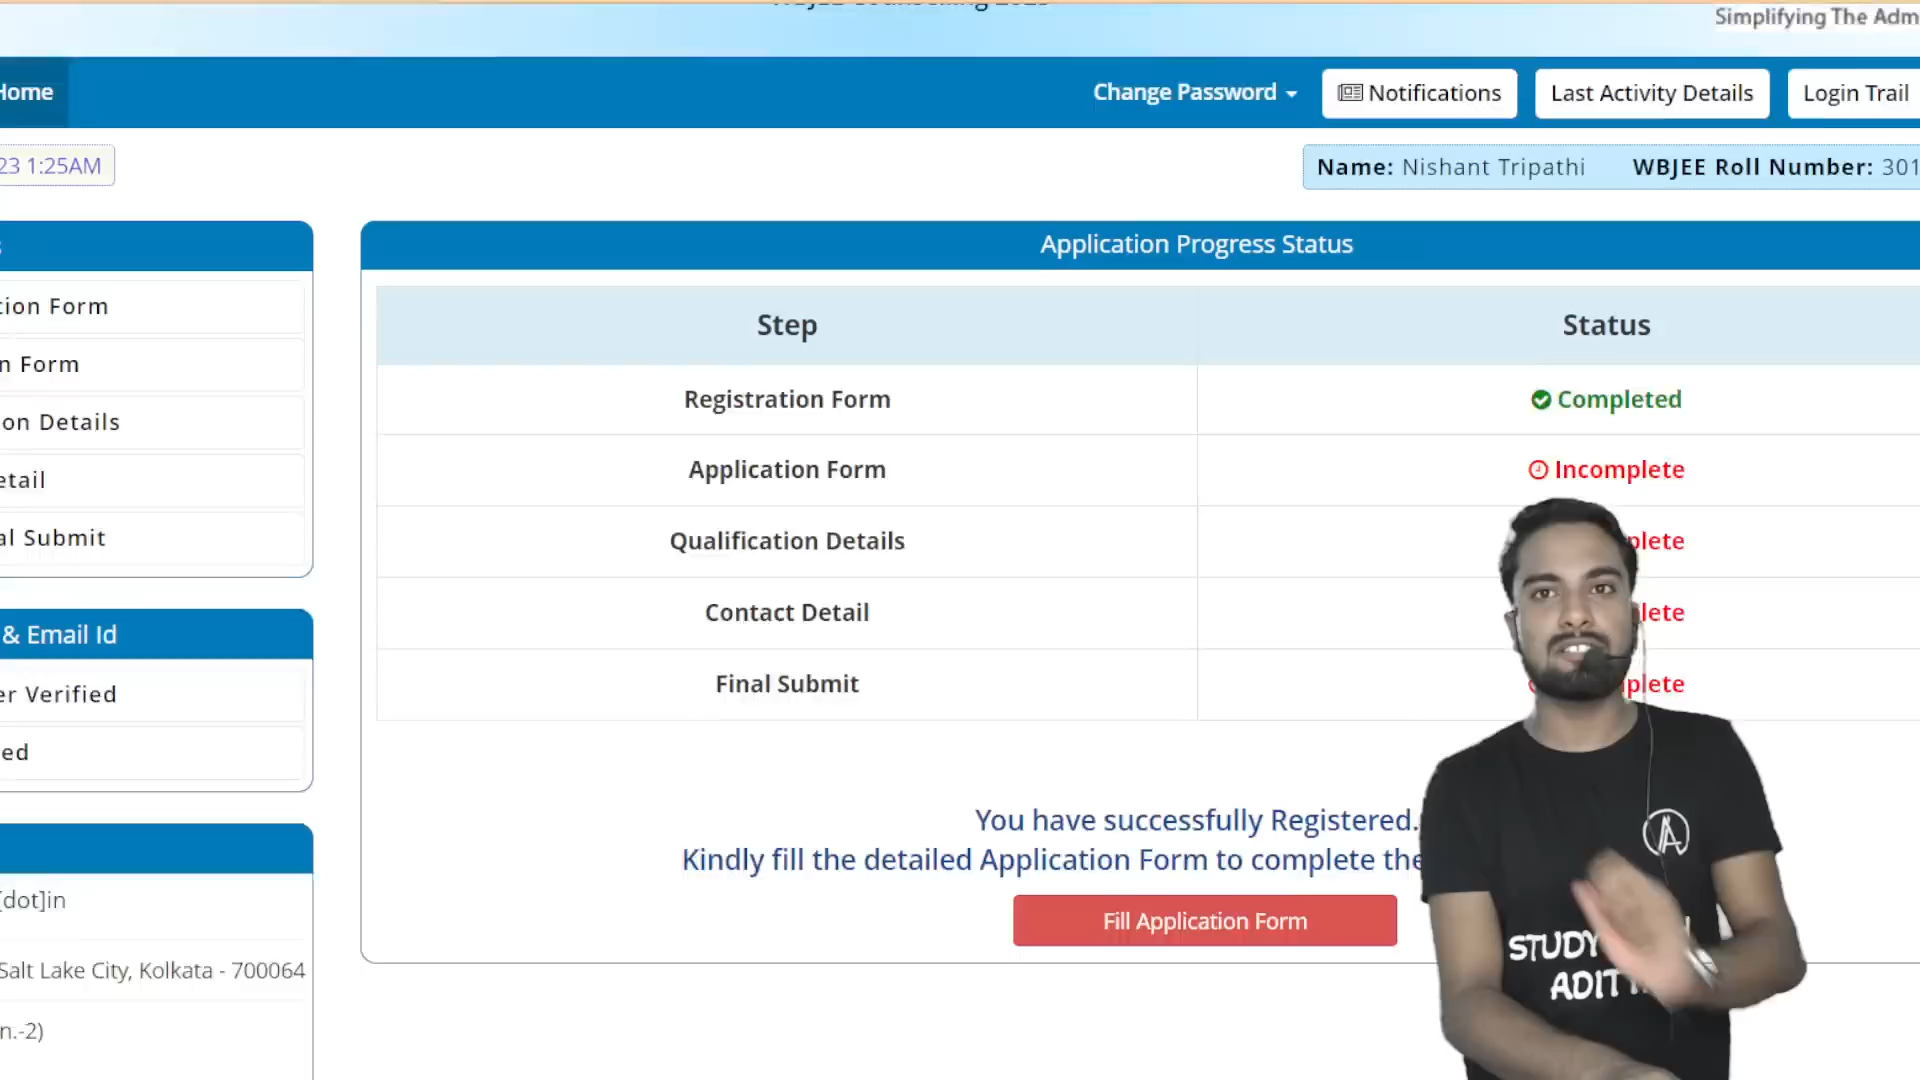 Simplifying The Adm
Home
Change Password
Notifications
Last Activity Details
Login Trail
23 1:25AM
Name: Nishant Tripathi
WBJEE Roll Number: 301
Application Progress Status
tion Form
n Form
on Details
etail
al Submit
& Email Id
er Verified
ed
[dot]in
Salt Lake City, Kolkata - 700064
n.-2)
Step Status
Registration Form Completed
Application Form Incomplete
Qualification Details plete
Contact Detail lete
Final Submit plete
You have successfully Registered.
Kindly fill the detailed Application Form to complete the
Fill Application Form
STUDY
ADIT